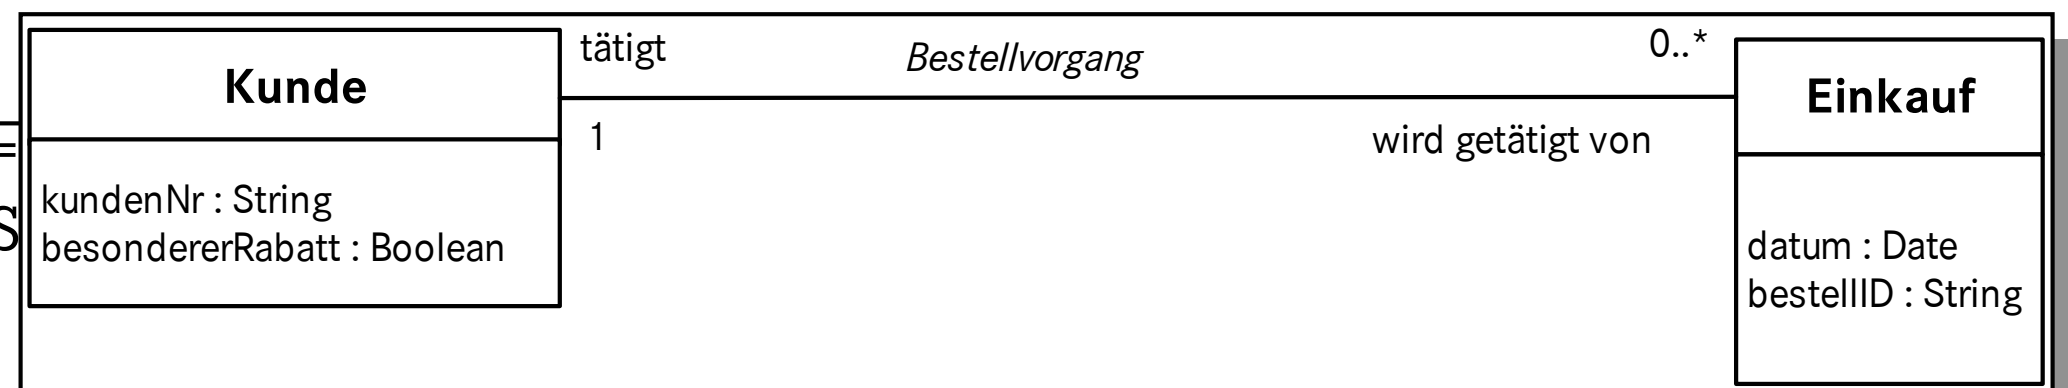 tätigt
Bestellvorgang
0..*
Kunde
Einkauf
1
wird getätigt von
kundenNr : String
besondererRabatt : Boolean
datum : Date
bestellID : String
=
S